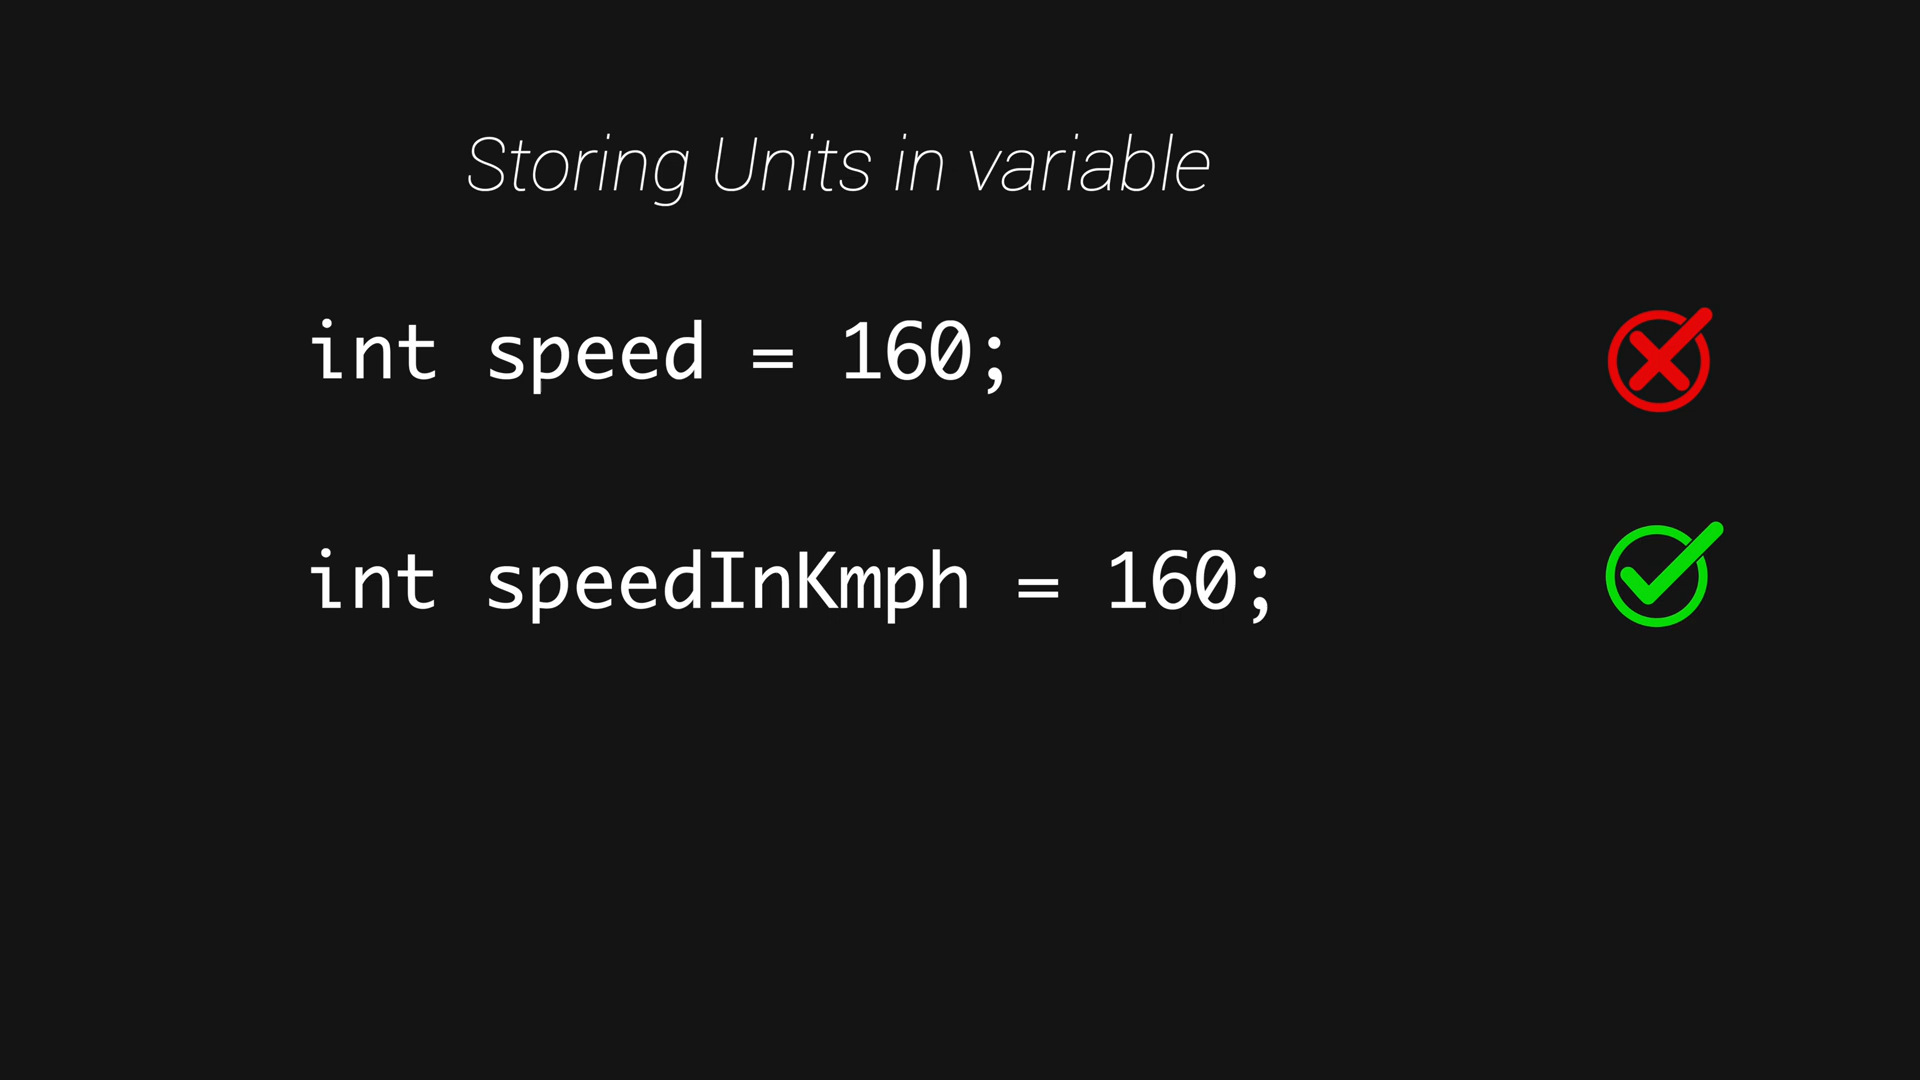 Storing Units in variable
int speed = 160;
int speedInKmph = 160;